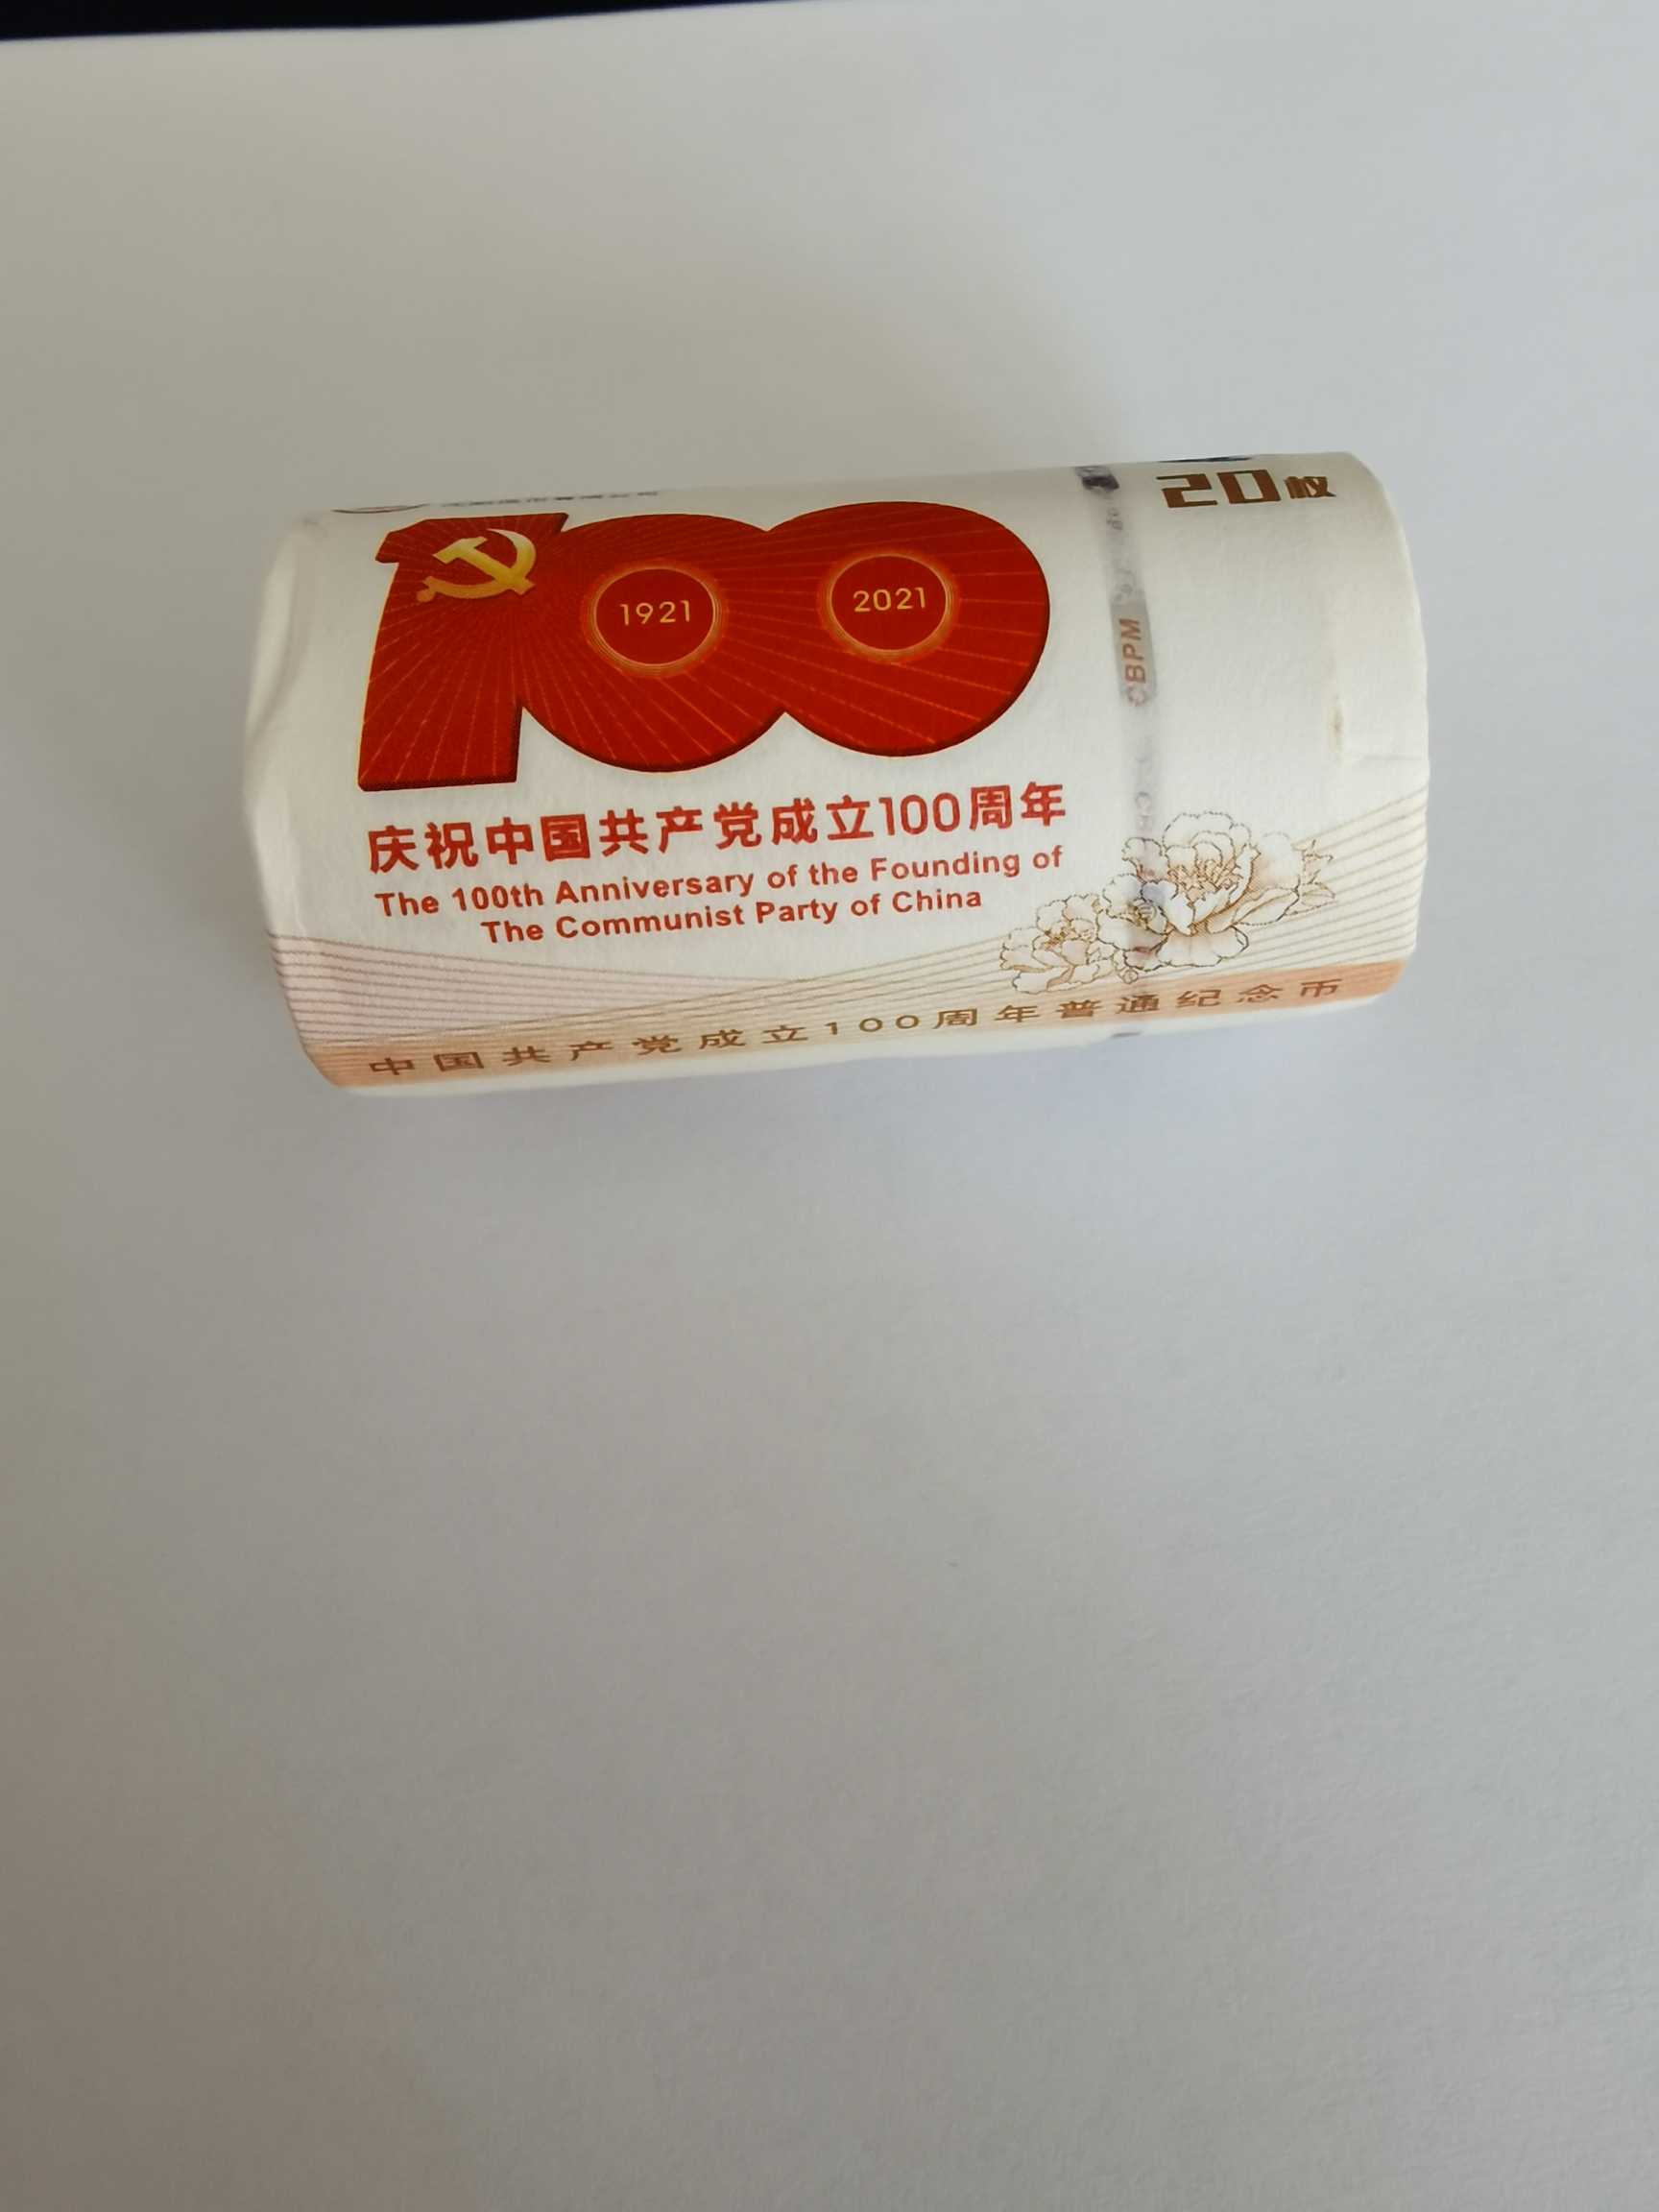 20枚
1921
2021
CBPM
庆祝中国共产党成立100周年
The 100th Anniversary of the Founding of
The Communist Party of China
中国共产党成立100周年普通纪念币